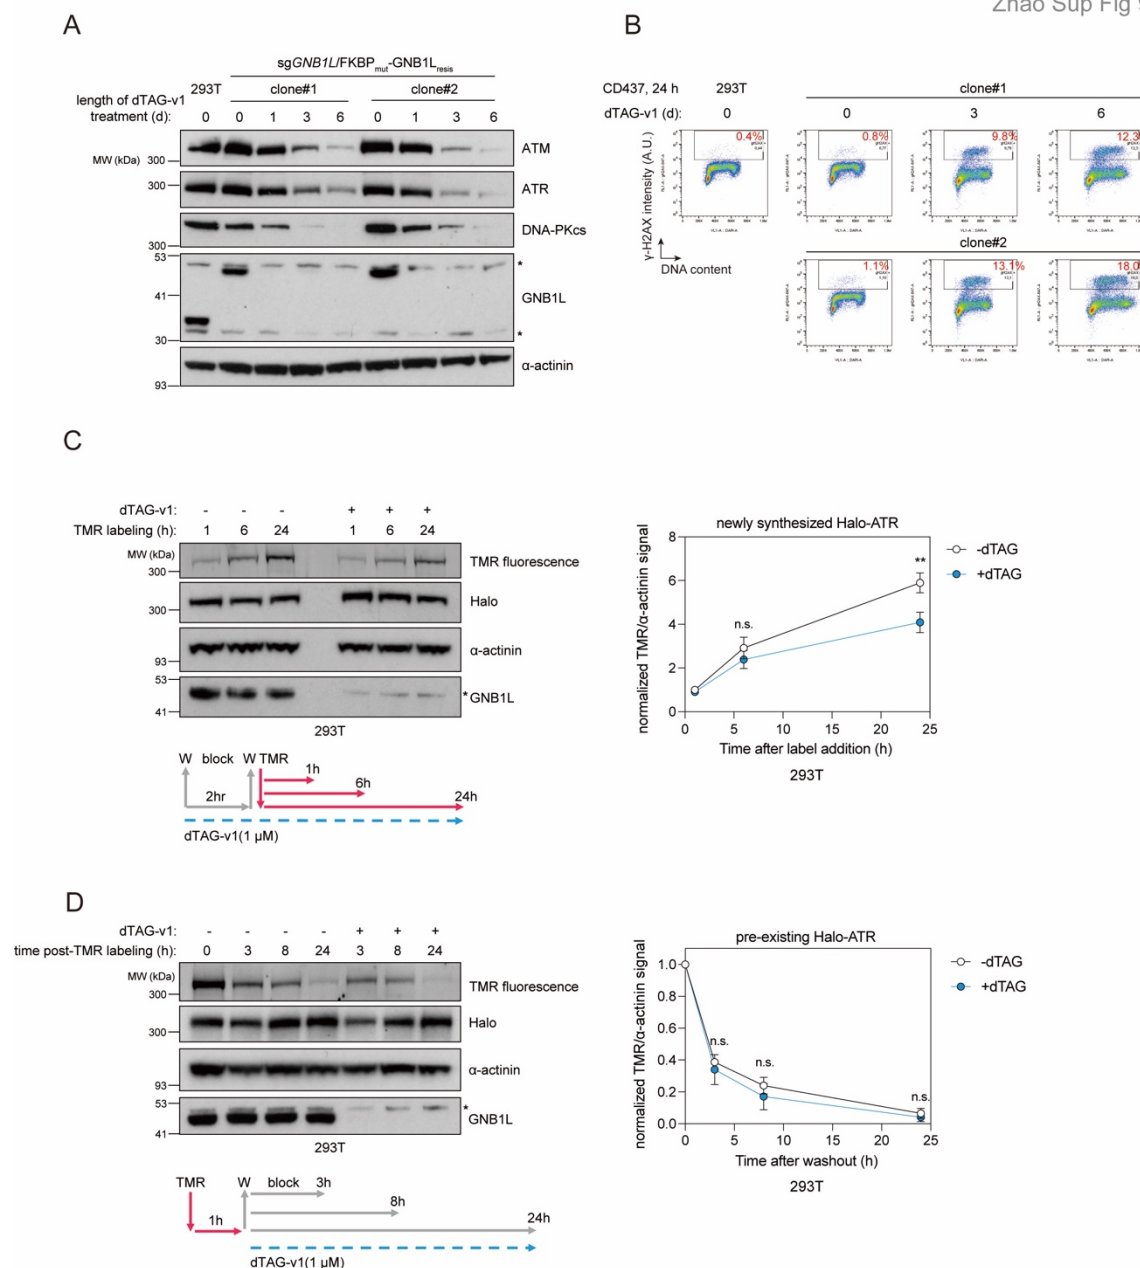 Zhao Sup Fig
A
sgGNB1L/FKBPmut-GNB1Lresis
293T clone#1 clone#2
length of dTAG-v1
treatment (d): 0 0 1 3 6 0 1 3 6
MW (kDa)
300 ATM
300 ATR
DNA-PKcs
300
53 *
41 GNB1L
30 *
α-actinin
93
B
CD437, 24 h 293T clone#1
dTAG-v1 (d): 0 0 3 6
γ-H2AX intensity (A.U.)
0.4% 0.8% 9.8% 12.3
DNA content
clone#2
1.1% 13.1% 18.0
C
dTAG-v1: - - - + + +
TMR labeling (h): 1 6 24 1 6 24
MW (kDa)
300 TMR fluorescence
300 Halo
α-actinin
93
53
41 *GNB1L
293T
W block W TMR
1h
6h
2hr 24h
dTAG-v1(1 µM)
newly synthesized Halo-ATR
normalized TMR/α-actinin signal
8
6
4
2
0
0 5 10 15 20 25
n.s.
**
-dTAG
+dTAG
Time after label addition (h)
293T
D
dTAG-v1: - - - - + + +
time post-TMR labeling (h): 0 3 8 24 3 8 24
MW (kDa)
300 TMR fluorescence
300 Halo
α-actinin
93
53 *
41 GNB1L
293T
TMR W block 3h
8h
1h 24h
dTAG-v1(1 µM)
pre-existing Halo-ATR
normalized TMR/α-actinin signal
1.0
0.8
0.6
0.4
0.2
0.0
0 5 10 15 20 25
n.s.
n.s.
n.s.
-dTAG
+dTAG
Time after washout (h)
293T